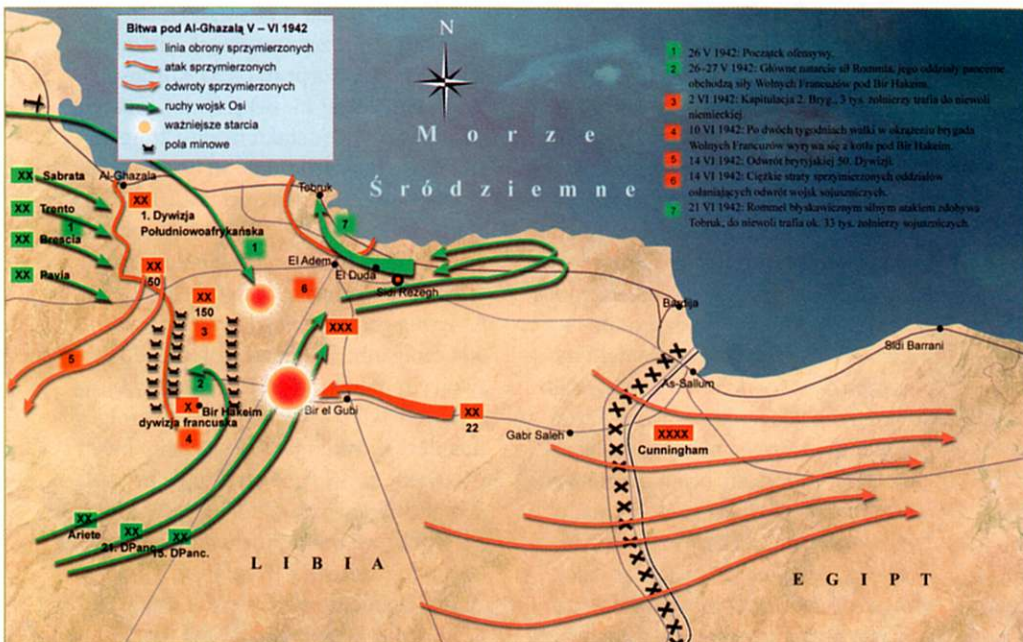 Bitwa pod Al-Ghazalą V – VI 1942
linia obrony sprzymierzonych
atak sprzymierzonych
odwroty sprzymierzonych
ruchy wojsk Osi
ważniejsze starcia
pola minowe
N
Morze
Śródziemne
1 26 V 1942: Początek ofensywy.
2 26–27 V 1942: Główne natarcie sił Rommla, jego oddziały pancerne
obchodzą siły Wolnych Francuzów pod Bir Hakeim.
3 2 VI 1942: Kapitulacja 2. Bryg., 3 tys. żołnierzy trafia do niewoli
niemieckiej.
4 10 VI 1942: Po dwóch tygodniach walki w okrążeniu brygada
Wolnych Francuzów wyrywa się z kotła pod Bir Hakeim.
5 14 VI 1942: Odwrót brytyjskiej 50. Dywizji.
6 14 VI 1942: Ciężkie straty sprzymierzonych oddziałów
osłaniających odwrót wojsk sojuszniczych.
7 21 VI 1942: Rommel błyskawicznym silnym atakiem zdobywa
Tobruk, do niewoli trafia ok. 33 tys. żołnierzy sojuszniczych.
XX Sabrata
Al-Ghazala
XX
1. Dywizja
Południowoafrykańska
XX Trento
1
XX Brescia
XX Pavia
Tobruk
7
1
El Adem
El Duda
Sidi Rezegh
XX
50
XX
150
6
3
XXX
5
2
X
Bir Hakeim
dywizja francuska
4
Bir el Gubi
XX
22
Gabr Saleh
Bardija
As-Sallum
Sidi Barrani
XXXX
Cunningham
XX
Ariete
XX
21. DPanc.
XX
15. DPanc.
LIBIA
EGIPT